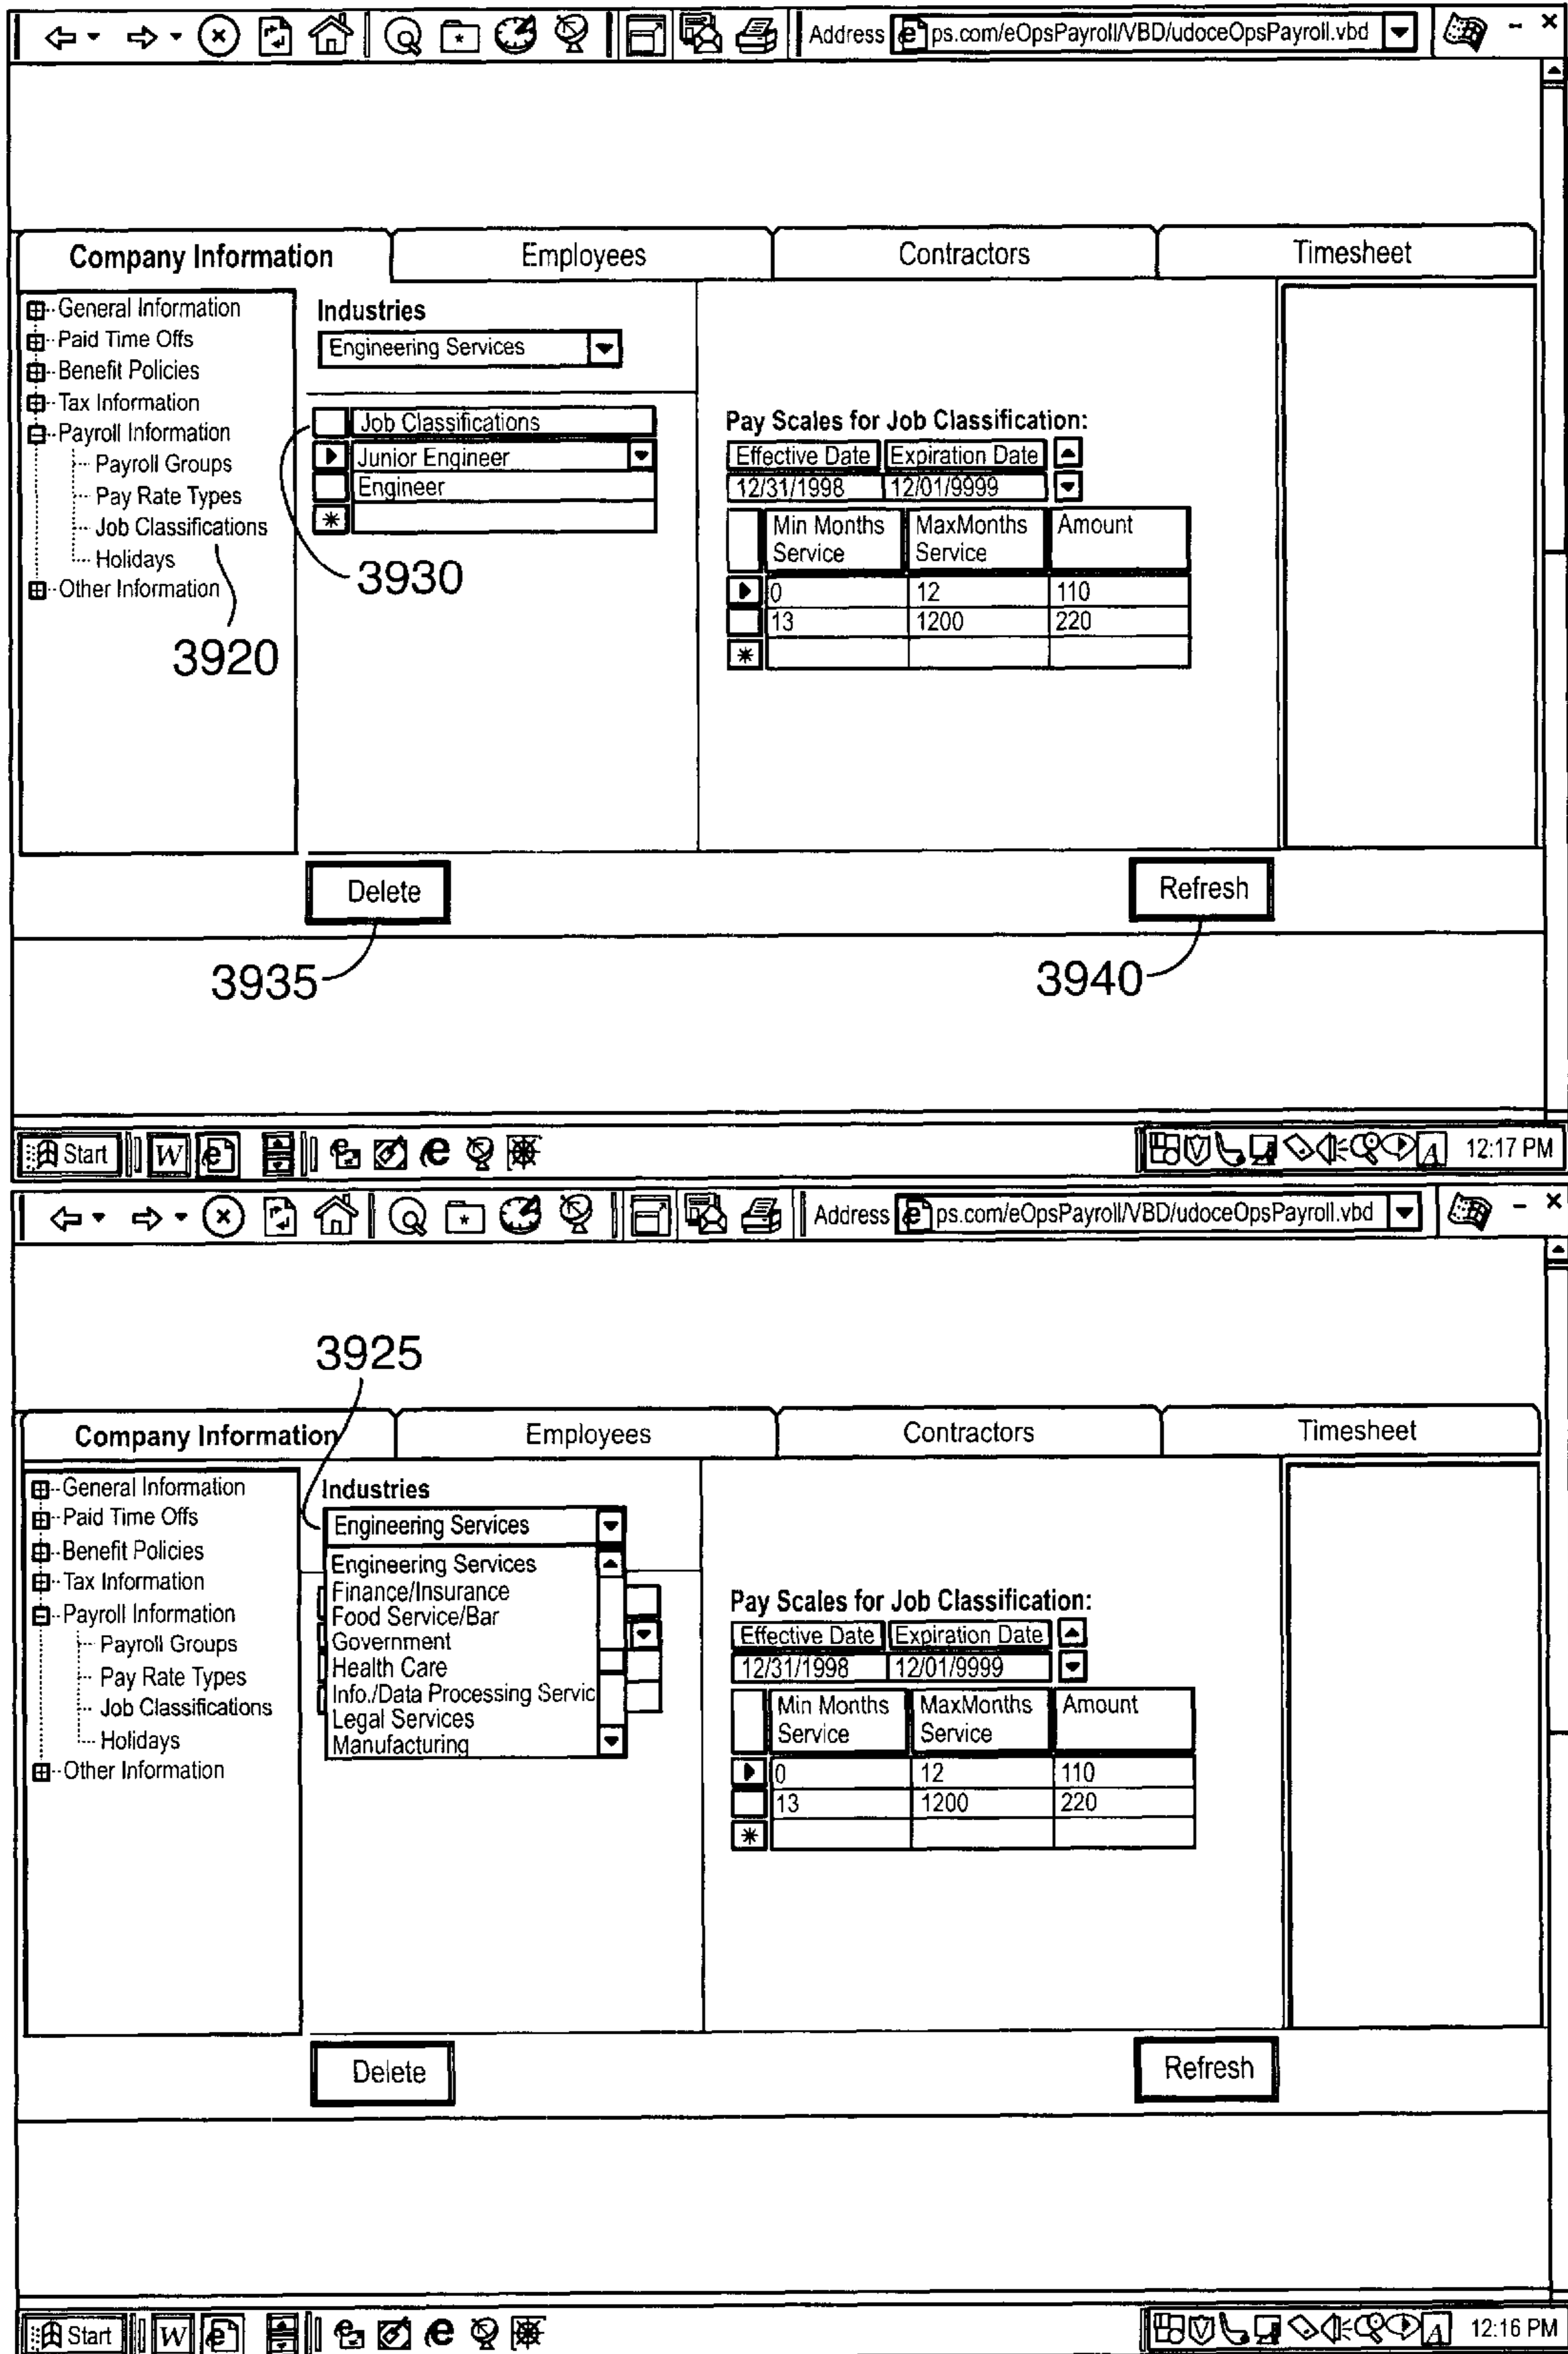 Address ps.com/eOpsPayroll/VBD/udoceOpsPayroll.vbd
Company Information Employees Contractors Timesheet
General Information
Paid Time Offs
Benefit Policies
Tax Information
Payroll Information
Payroll Groups
Pay Rate Types
Job Classifications
Holidays
Other Information
3920
Industries
Engineering Services
Job Classifications
Junior Engineer
Engineer
3930
Pay Scales for Job Classification:
Effective Date Expiration Date
12/31/1998 12/01/9999
Min Months Service MaxMonths Service Amount
0 12 110
13 1200 220
Delete Refresh
3935 3940
Start W e e e A 12:17 PM
Address ps.com/eOpsPayroll/VBD/udoceOpsPayroll.vbd
3925
Company Information Employees Contractors Timesheet
General Information
Paid Time Offs
Benefit Policies
Tax Information
Payroll Information
Payroll Groups
Pay Rate Types
Job Classifications
Holidays
Other Information
Industries
Engineering Services
Engineering Services
Finance/Insurance
Food Service/Bar
Government
Health Care
Info./Data Processing Servic
Legal Services
Manufacturing
Pay Scales for Job Classification:
Effective Date Expiration Date
12/31/1998 12/01/9999
Min Months Service MaxMonths Service Amount
0 12 110
13 1200 220
Delete Refresh
Start W e e e A 12:16 PM